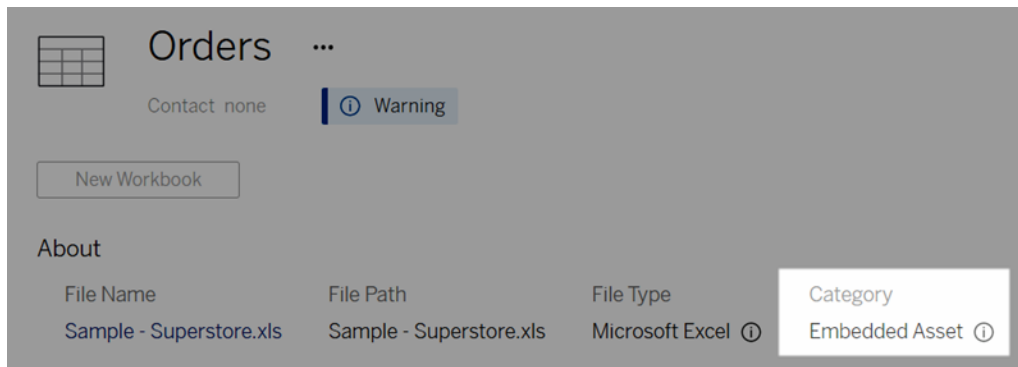 Orders ...
Contact none
Warning
New Workbook
About
File Name File Path File Type Category
Sample - Superstore.xls Sample - Superstore.xls Microsoft Excel Embedded Asset